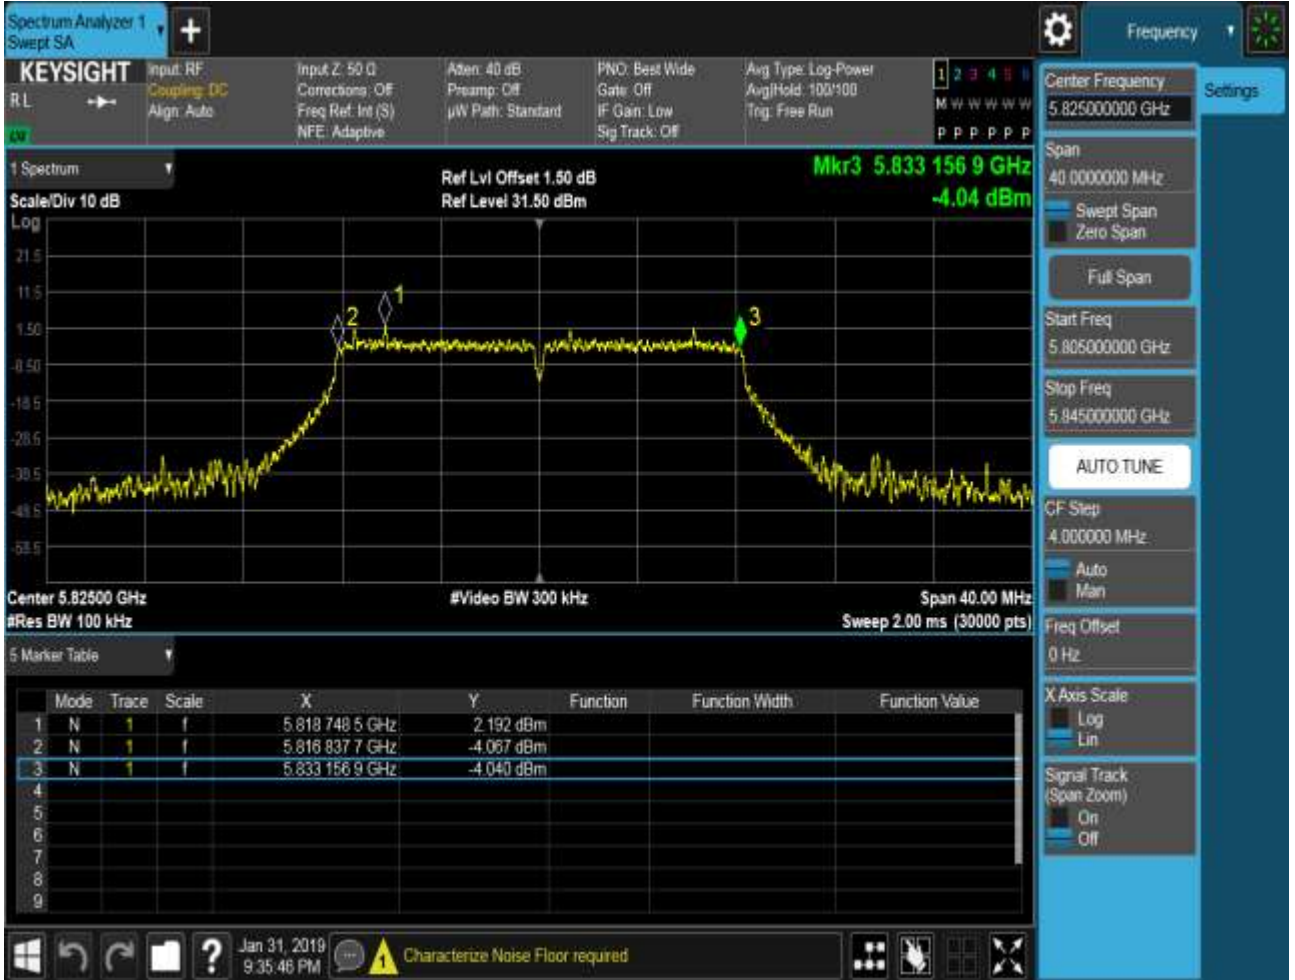 Spectrum Analyzer 1
Swept SA
+
Frequency
KEYSIGHT
RL
Input: RF
Coupling: DC
Align: Auto
Input Z: 50 Ω
Corrections: Off
Freq Ref: Int (S)
NFE: Adaptive
Atten: 40 dB
Preamp: Off
µW Path: Standard
PNO: Best Wide
Gate: Off
IF Gain: Low
Sig Track: Off
Avg Type: Log-Power
Avg|Hold: 100/100
Trig: Free Run
1 2 3 4 5 6
M W W W W W
P P P P P P
Center Frequency
5.825000000 GHz
Settings
Span
40.0000000 MHz
Swept Span
Zero Span
Full Span
Start Freq
5.805000000 GHz
Stop Freq
5.845000000 GHz
AUTO TUNE
CF Step
4.000000 MHz
Auto
Man
Freq Offset
0 Hz
X Axis Scale
Log
Lin
Signal Track
(Span Zoom)
On
Off
1 Spectrum
Scale/Div 10 dB
Ref Lvl Offset 1.50 dB
Ref Level 31.50 dBm
Mkr3 5.833 156 9 GHz
-4.04 dBm
Log
21.5
11.5
1.50
-8.50
-18.5
-28.5
-38.5
-48.5
-58.5
1
2
3
Center 5.82500 GHz
#Video BW 300 kHz
Span 40.00 MHz
#Res BW 100 kHz
Sweep 2.00 ms (30000 pts)
5 Marker Table
Mode Trace Scale X Y Function Function Width Function Value
1 N 1 f 5.818 748 5 GHz 2.192 dBm
2 N 1 f 5.816 837 7 GHz -4.067 dBm
3 N 1 f 5.833 156 9 GHz -4.040 dBm
4
5
6
7
8
9
?
Jan 31, 2019
9:35:46 PM
1
Characterize Noise Floor required